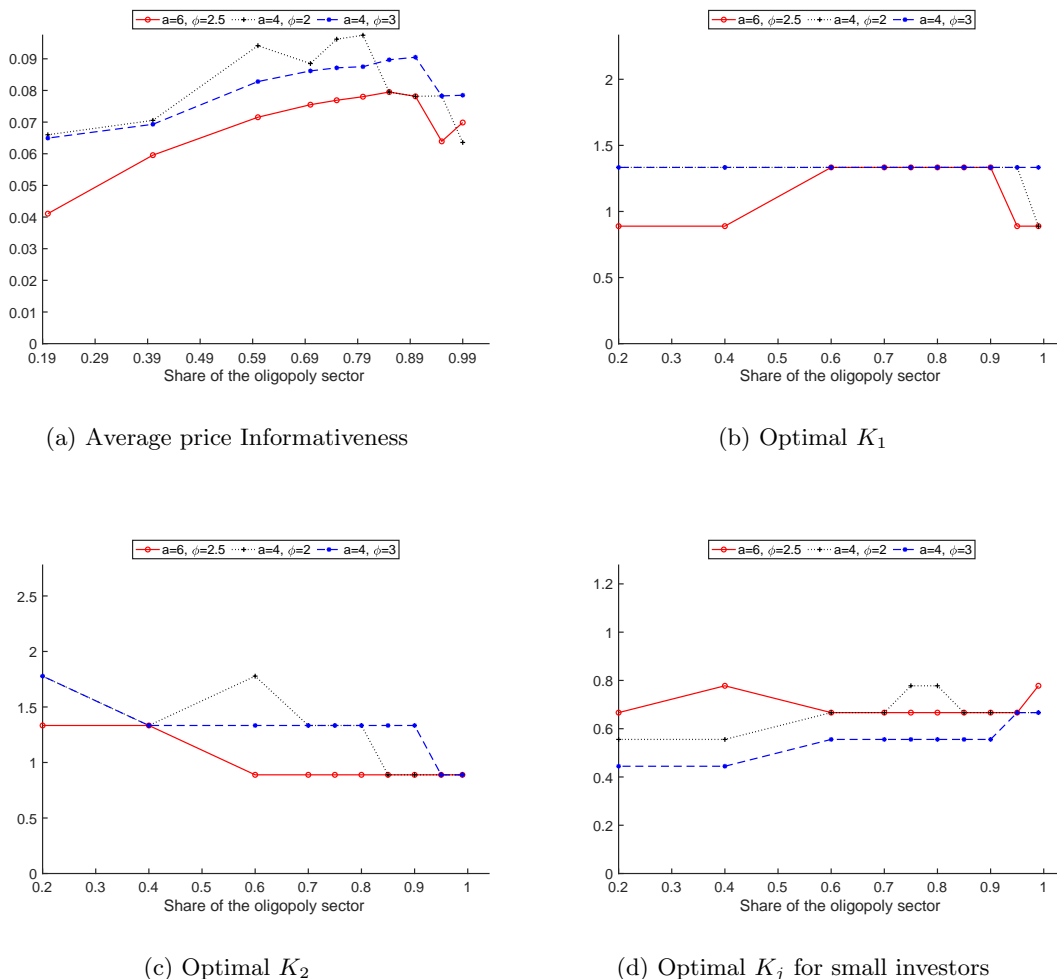 a=6, ϕ=2.5 a=4, ϕ=2 a=4, ϕ=3
0.09
0.08
0.07
0.06
0.05
0.04
0.03
0.02
0.01
0
0.19 0.29 0.39 0.49 0.59 0.69 0.79 0.89 0.99
Share of the oligopoly sector
(a) Average price Informativeness
a=6, ϕ=2.5 a=4, ϕ=2 a=4, ϕ=3
2
1.5
1
0.5
0
0.2 0.3 0.4 0.5 0.6 0.7 0.8 0.9 1
Share of the oligopoly sector
(b) Optimal K₁
a=6, ϕ=2.5 a=4, ϕ=2 a=4, ϕ=3
2.5
2
1.5
1
0.5
0
0.2 0.3 0.4 0.5 0.6 0.7 0.8 0.9 1
Share of the oligopoly sector
(c) Optimal K₂
a=6, ϕ=2.5 a=4, ϕ=2 a=4, ϕ=3
1.2
1
0.8
0.6
0.4
0.2
0
0.2 0.3 0.4 0.5 0.6 0.7 0.8 0.9 1
Share of the oligopoly sector
(d) Optimal Kⱼ for small investors